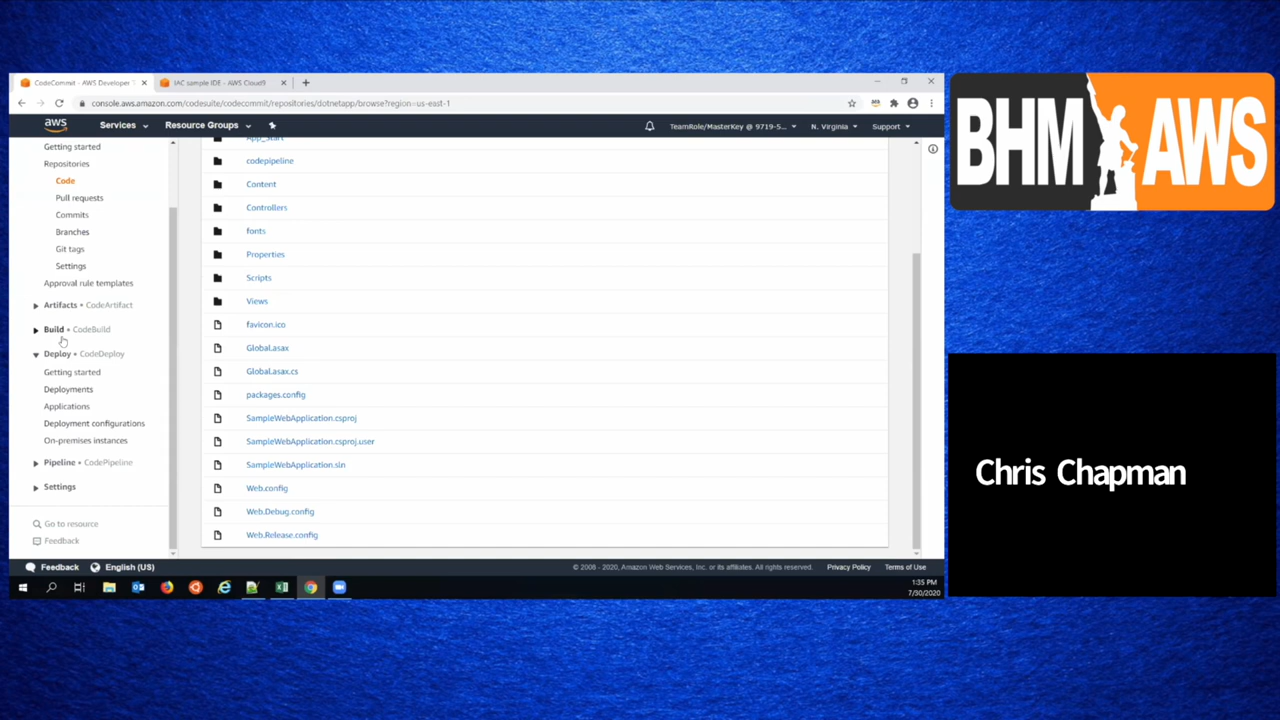 CodeCommit - AWS Developer T
IAC sample IDE - AWS Cloud9
console.aws.amazon.com/codesuite/codecommit/repositories/dotnetapp/browse?region=us-east-1
aws
Services
Resource Groups
TeamRole/MasterKey @ 9719-5...
N. Virginia
Support
Getting started
Repositories
Code
Pull requests
Commits
Branches
Git tags
Settings
Approval rule templates
Artifacts • CodeArtifact
Build • CodeBuild
Deploy • CodeDeploy
Getting started
Deployments
Applications
Deployment configurations
On-premises instances
Pipeline • CodePipeline
Settings
Go to resource
Feedback
App_Start
codepipeline
Content
Controllers
fonts
Properties
Scripts
Views
favicon.ico
Global.asax
Global.asax.cs
packages.config
SampleWebApplication.csproj
SampleWebApplication.csproj.user
SampleWebApplication.sln
Web.config
Web.Debug.config
Web.Release.config
Feedback
English (US)
© 2008 - 2020, Amazon Web Services, Inc. or its affiliates. All rights reserved.
Privacy Policy
Terms of Use
1:35 PM
7/30/2020
BHM AWS
Chris Chapman